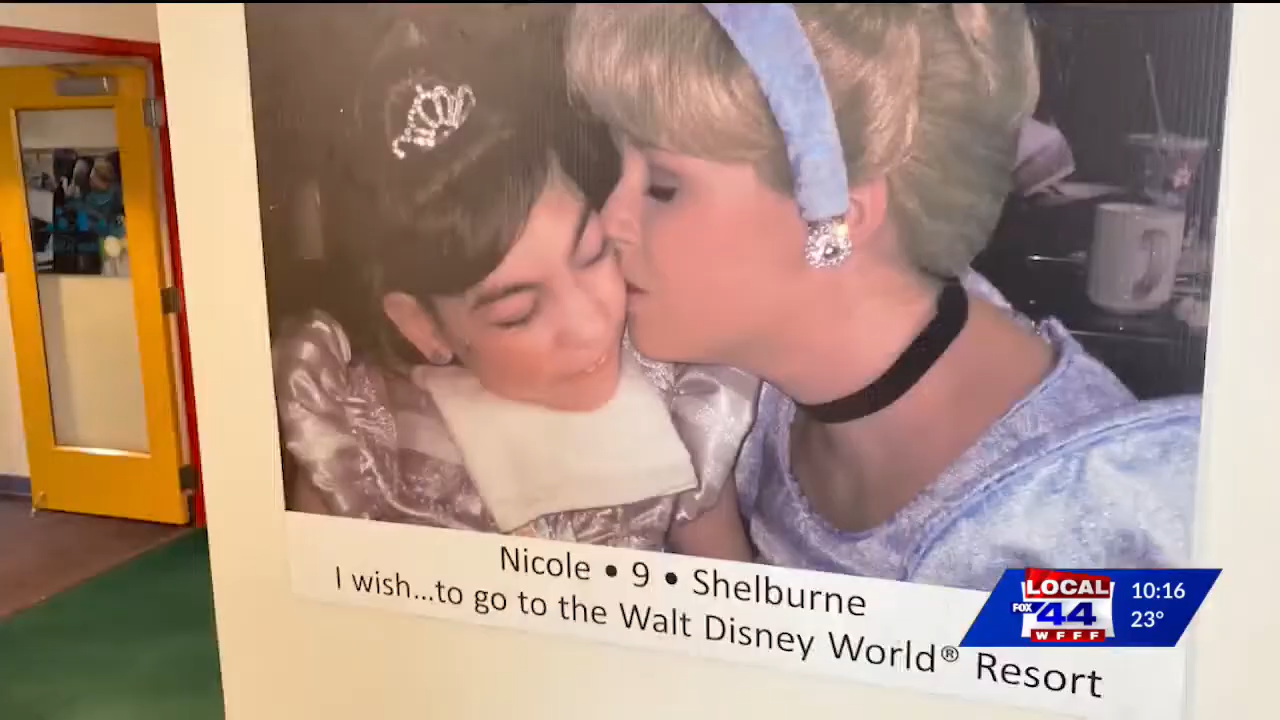 Nicole • 9 • Shelburne
I wish...to go to the Walt Disney World® Resort
LOCAL
FOX 44
WFFF
10:16
23°